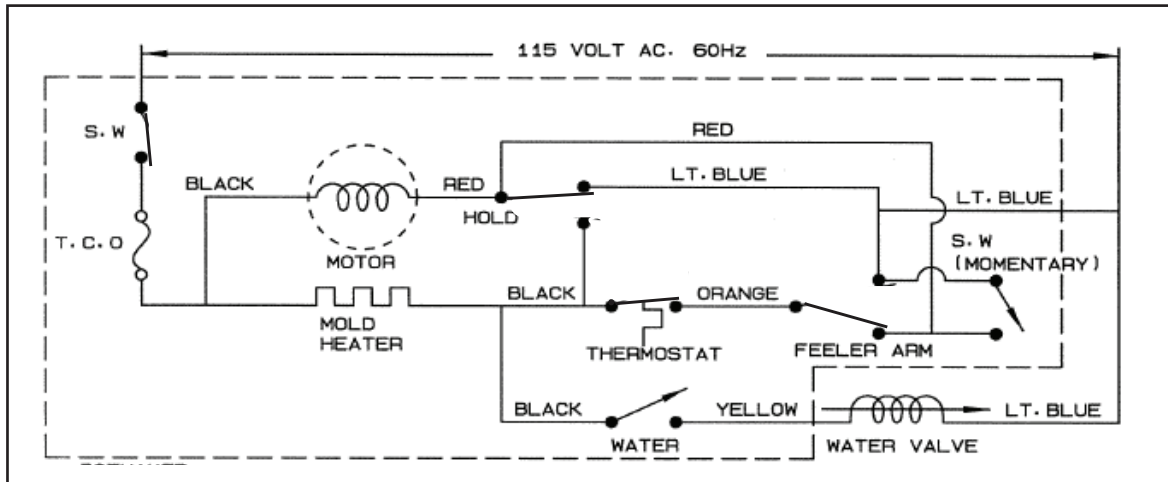 115 VOLT AC. 60Hz
S.W
RED
BLACK
RED
LT. BLUE
LT. BLUE
HOLD
S.W
(MOMENTARY)
T.C.O
MOTOR
BLACK
ORANGE
MOLD
HEATER
THERMOSTAT
FEELER ARM
BLACK
YELLOW
LT. BLUE
WATER
WATER VALVE